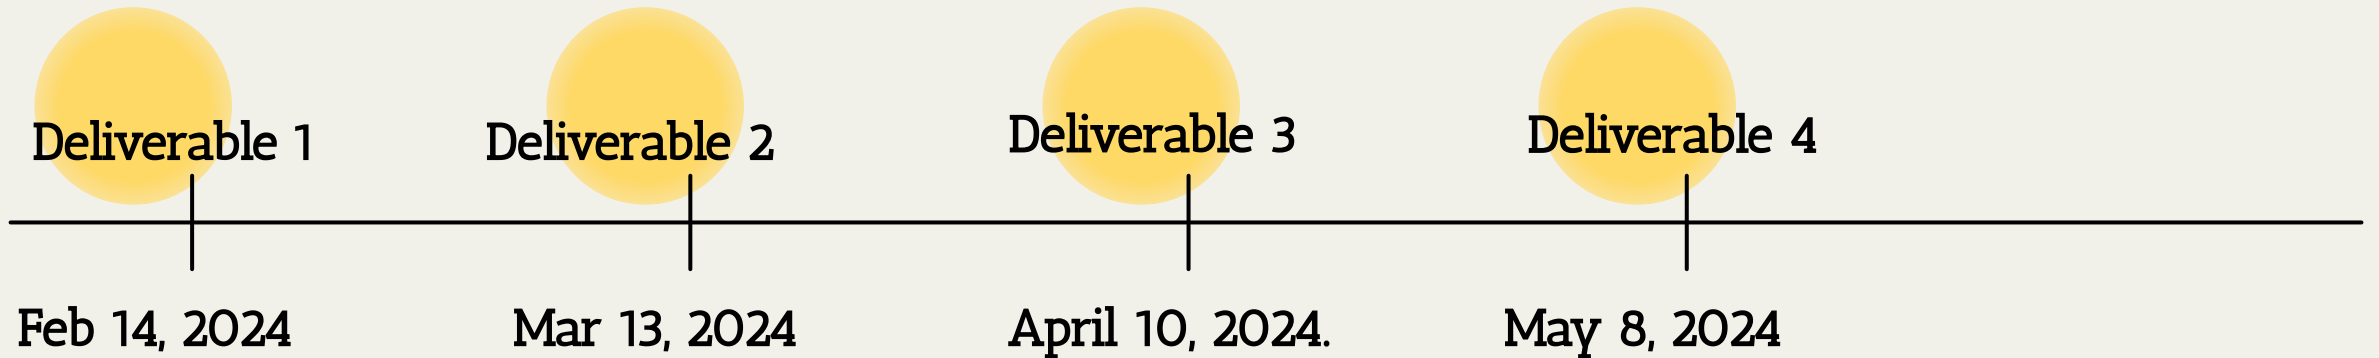 Deliverable 1
Deliverable 2
Deliverable 3
Deliverable 4
Feb 14, 2024
Mar 13, 2024
April 10, 2024.
May 8, 2024